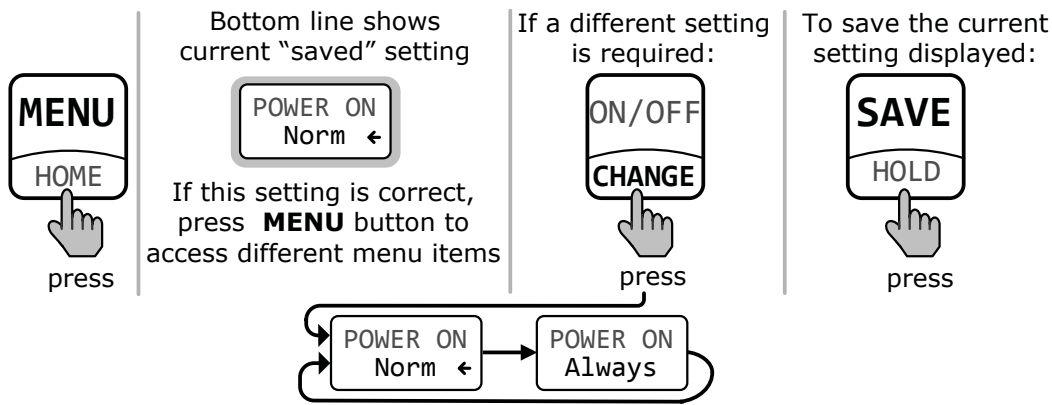 MENU
HOME
press
Bottom line shows
current “saved” setting
POWER ON
Norm ←
If this setting is correct,
press MENU button to
access different menu items
If a different setting
is required:
ON/OFF
CHANGE
press
To save the current
setting displayed:
SAVE
HOLD
press
POWER ON
Norm ←
POWER ON
Always